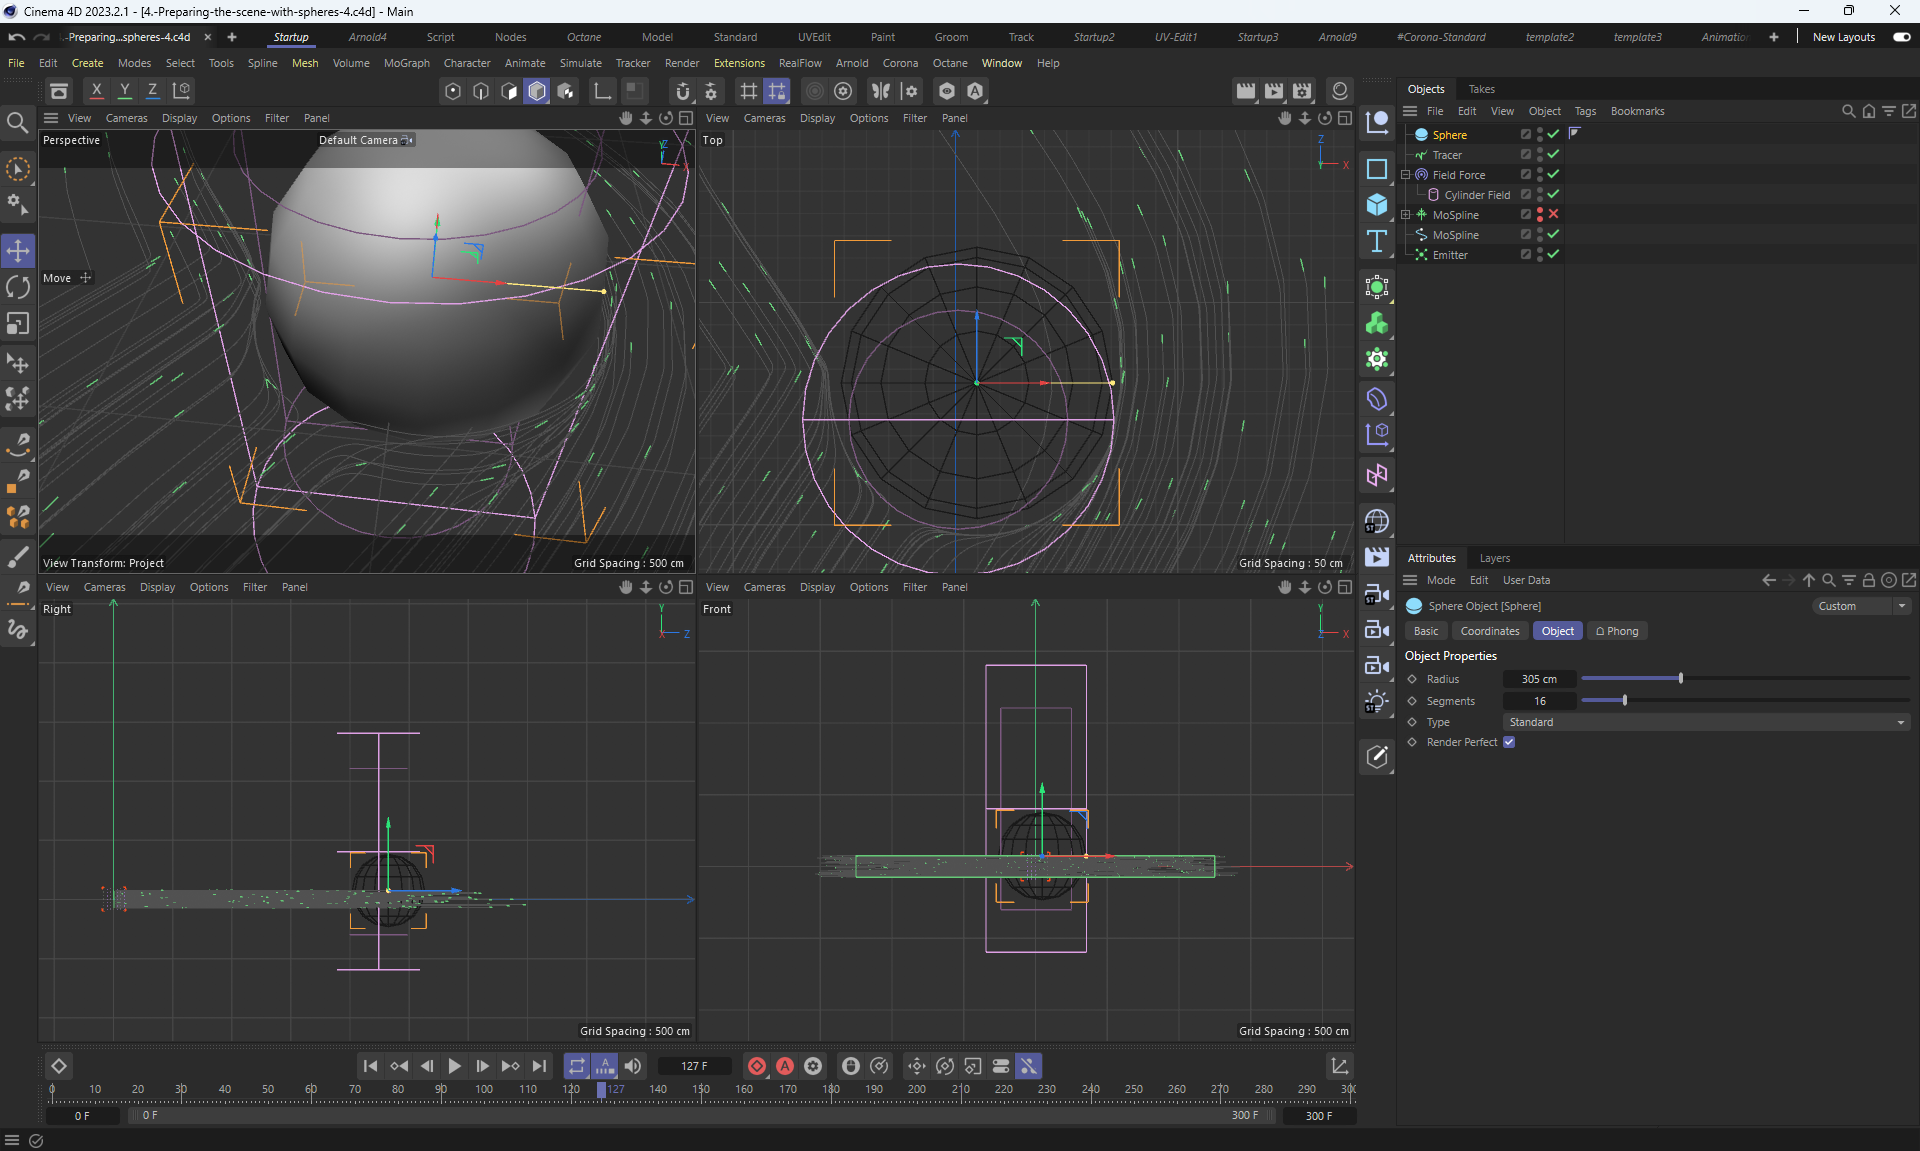 Cinema 4D 2023.2.1 - [4.-Preparing-the-scene-with-spheres-4.c4d] - Main
.-Preparing...spheres-4.c4d × + Startup Arnold4 Script Nodes Octane Model Standard UVEdit Paint Groom Track Startup2 UV-Edit1 Startup3 Arnold9 #Corona-Standard template2 template3 Animation + New Layouts
File Edit Create Modes Select Tools Spline Mesh Volume MoGraph Character Animate Simulate Tracker Render Extensions RealFlow Arnold Corona Octane Window Help
X Y Z
Objects Takes
File Edit View Object Tags Bookmarks
View Cameras Display Options Filter Panel
View Cameras Display Options Filter Panel
Perspective
Default Camera
Top
Move
View Transform: Project
Grid Spacing : 500 cm
Grid Spacing : 50 cm
Sphere
Tracer
Field Force
Cylinder Field
MoSpline
MoSpline
Emitter
View Cameras Display Options Filter Panel
View Cameras Display Options Filter Panel
Right
Front
Grid Spacing : 500 cm
Grid Spacing : 500 cm
Attributes Layers
Mode Edit User Data
Sphere Object [Sphere]
Custom
Basic Coordinates Object Phong
Object Properties
Radius 305 cm
Segments 16
Type Standard
Render Perfect
127 F
0 10 20 30 40 50 60 70 80 90 100 110 120 127 140 150 160 170 180 190 200 210 220 230 240 250 260 270 280 290 30
0 F 0 F 300 F 300 F